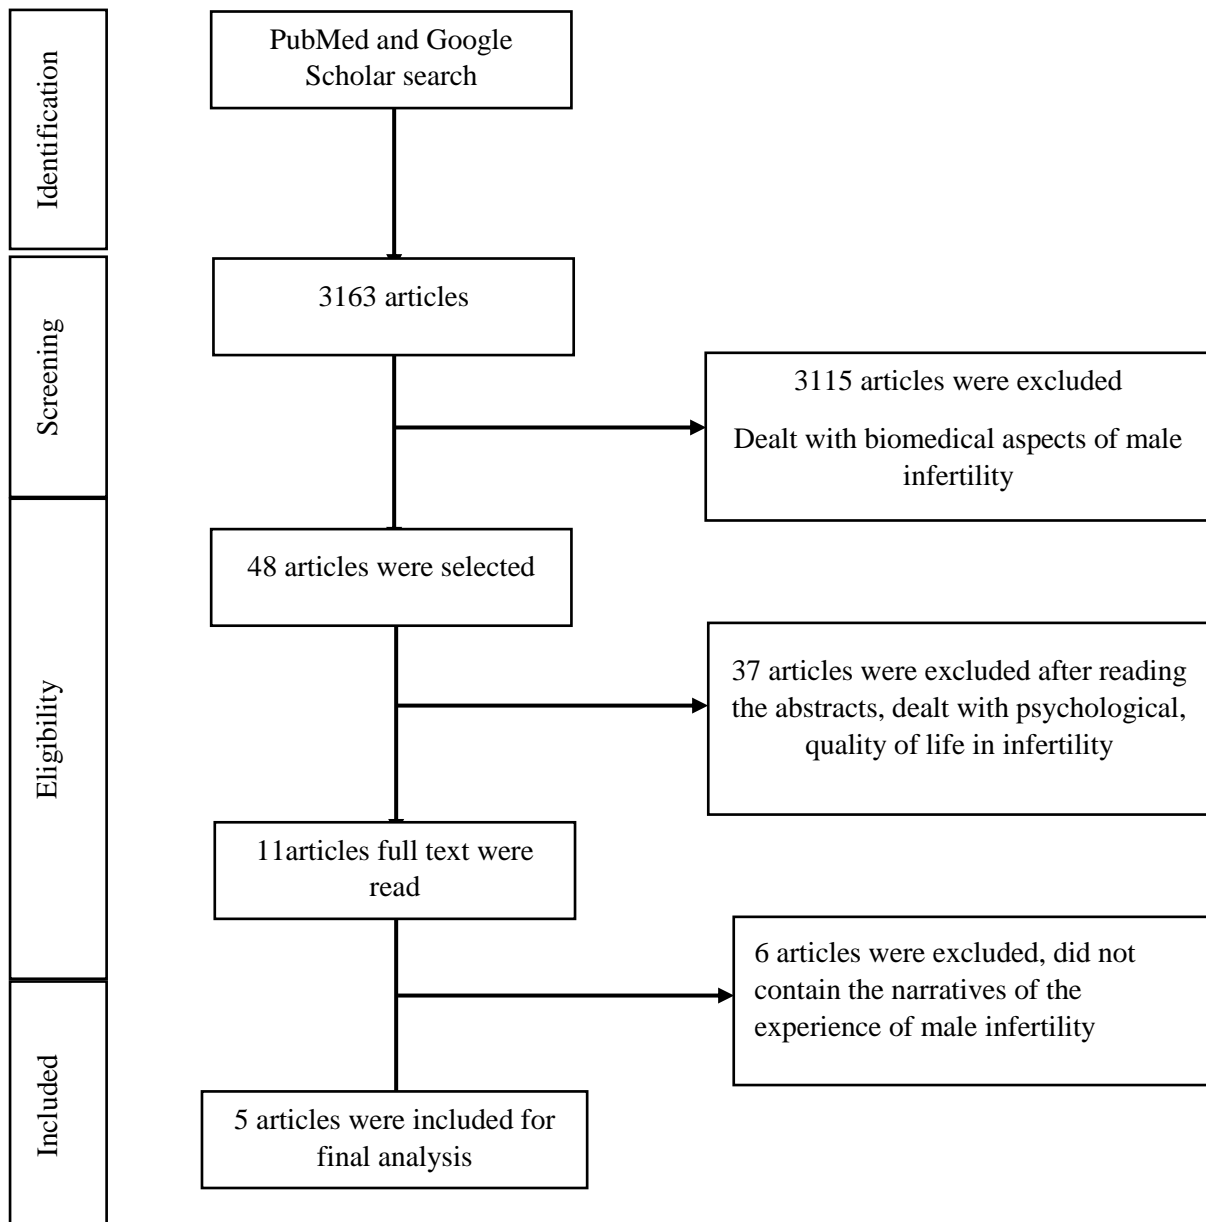 Identification
PubMed and Google
Scholar search
Screening
3163 articles
3115 articles were excluded
Dealt with biomedical aspects of male
infertility
Eligibility
48 articles were selected
37 articles were excluded after reading
the abstracts, dealt with psychological,
quality of life in infertility
11articles full text were
read
6 articles were excluded, did not
contain the narratives of the
experience of male infertility
Included
5 articles were included for
final analysis